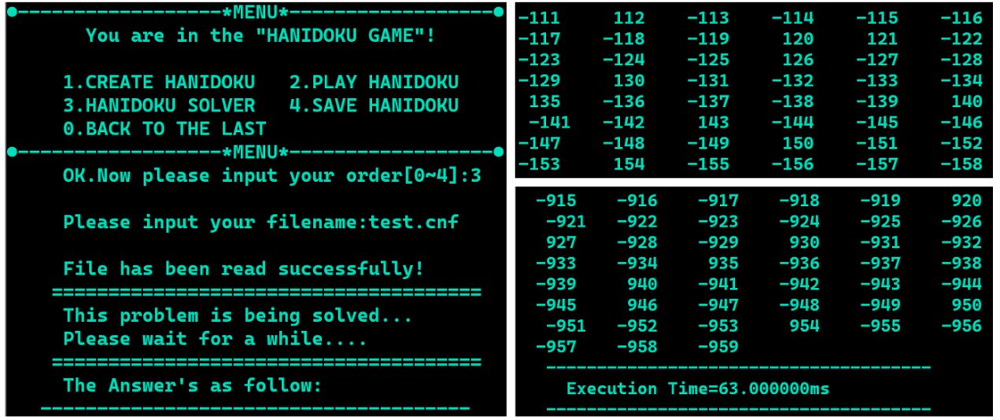 ●------------------*MENU*------------------●
You are in the "HANIDOKU GAME"!
1.CREATE HANIDOKU 2.PLAY HANIDOKU
3.HANIDOKU SOLVER 4.SAVE HANIDOKU
0.BACK TO THE LAST
●------------------*MENU*------------------●
OK.Now please input your order[0~4]:3
Please input your filename:test.cnf
File has been read successfully!
======================================
This problem is being solved...
Please wait for a while....
======================================
The Answer's as follow:
--------------------------------------
-111 112 -113 -114 -115 -116
-117 -118 -119 120 121 -122
-123 -124 -125 126 -127 -128
-129 130 -131 -132 -133 -134
135 -136 -137 -138 -139 140
-141 -142 143 -144 -145 -146
-147 -148 -149 150 -151 -152
-153 154 -155 -156 -157 -158
-915 -916 -917 -918 -919 920
-921 -922 -923 -924 -925 -926
927 -928 -929 930 -931 -932
-933 -934 935 -936 -937 -938
-939 940 -941 -942 -943 -944
-945 946 -947 -948 -949 950
-951 -952 -953 954 -955 -956
-957 -958 -959
----------------------------------
Execution Time=63.000000ms
----------------------------------